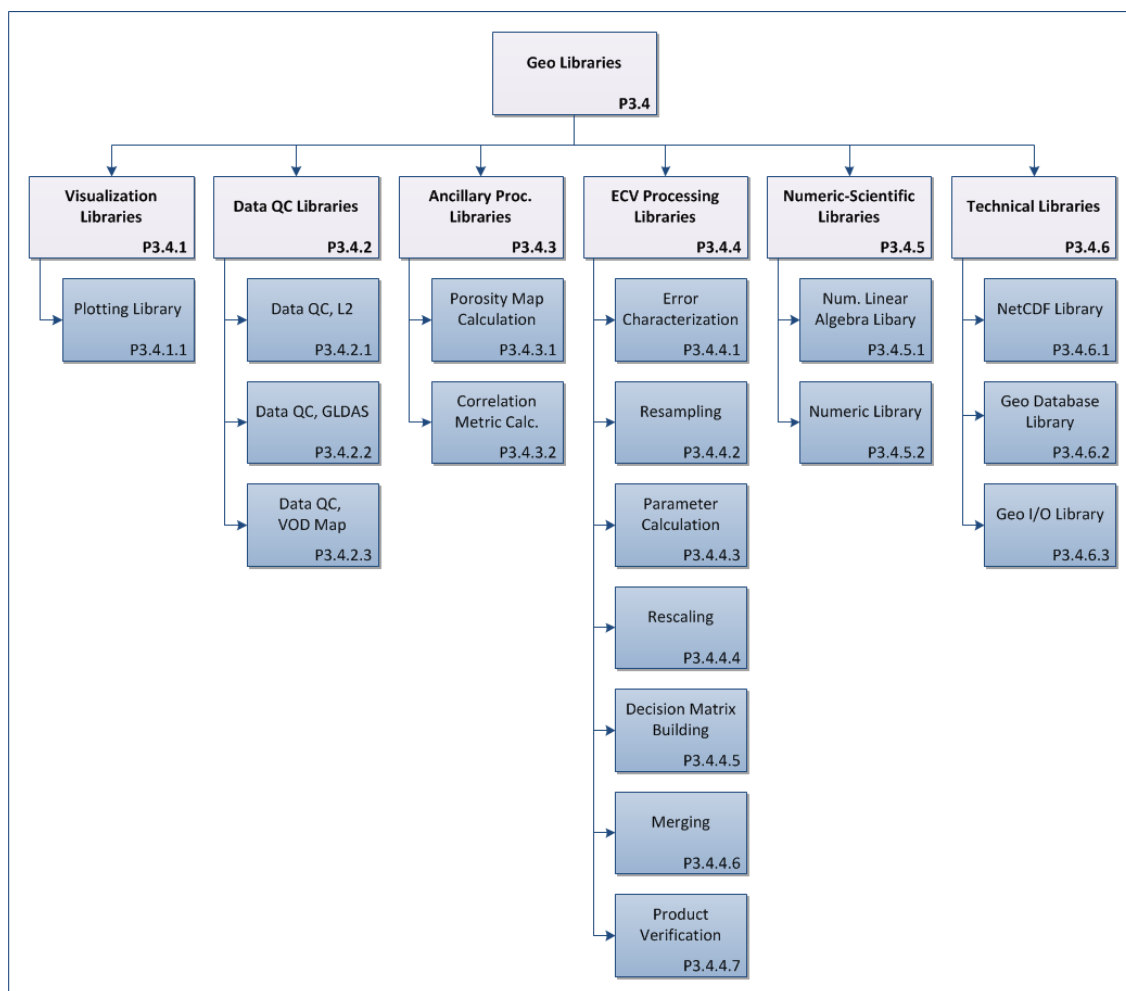 Geo Libraries
P3.4
Visualization
Libraries
P3.4.1
Data QC Libraries
P3.4.2
Ancillary Proc.
Libraries
P3.4.3
ECV Processing
Libraries
P3.4.4
Numeric-Scientific
Libraries
P3.4.5
Technical Libraries
P3.4.6
Plotting Library
P3.4.1.1
Data QC, L2
P3.4.2.1
Data QC, GLDAS
P3.4.2.2
Data QC,
VOD Map
P3.4.2.3
Porosity Map
Calculation
P3.4.3.1
Correlation
Metric Calc.
P3.4.3.2
Error
Characterization
P3.4.4.1
Resampling
P3.4.4.2
Parameter
Calculation
P3.4.4.3
Rescaling
P3.4.4.4
Decision Matrix
Building
P3.4.4.5
Merging
P3.4.4.6
Product
Verification
P3.4.4.7
Num. Linear
Algebra Libary
P3.4.5.1
Numeric Library
P3.4.5.2
NetCDF Library
P3.4.6.1
Geo Database
Library
P3.4.6.2
Geo I/O Library
P3.4.6.3